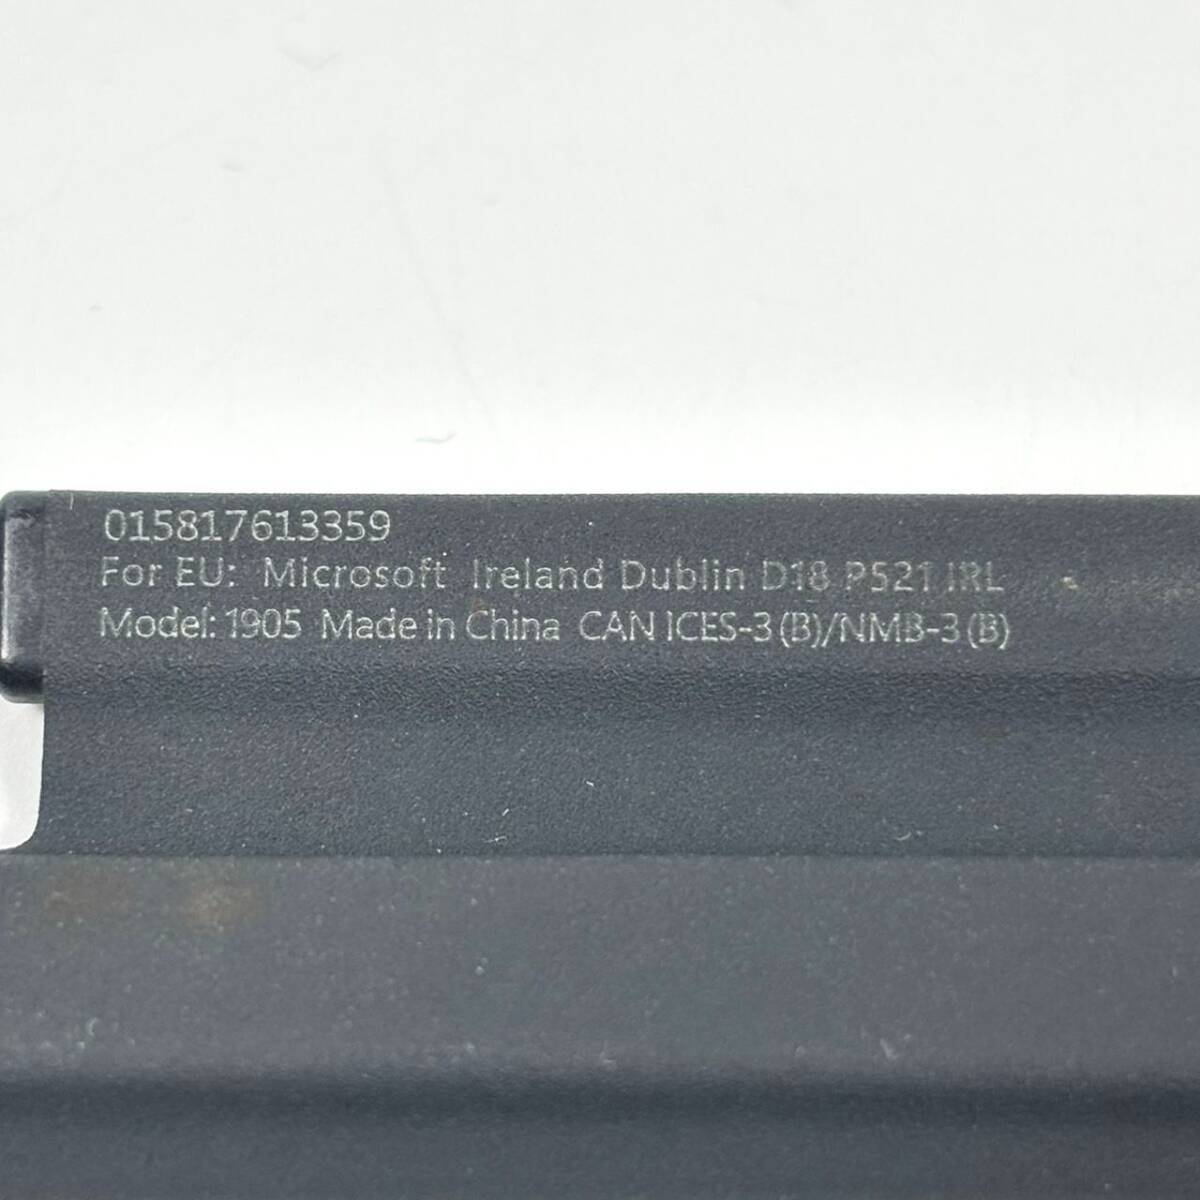 015817613359
For EU: Microsoft Ireland Dublin D18 P521 IRL
Model: 1905 Made in China CAN ICES-3 (B)/NMB-3 (B)